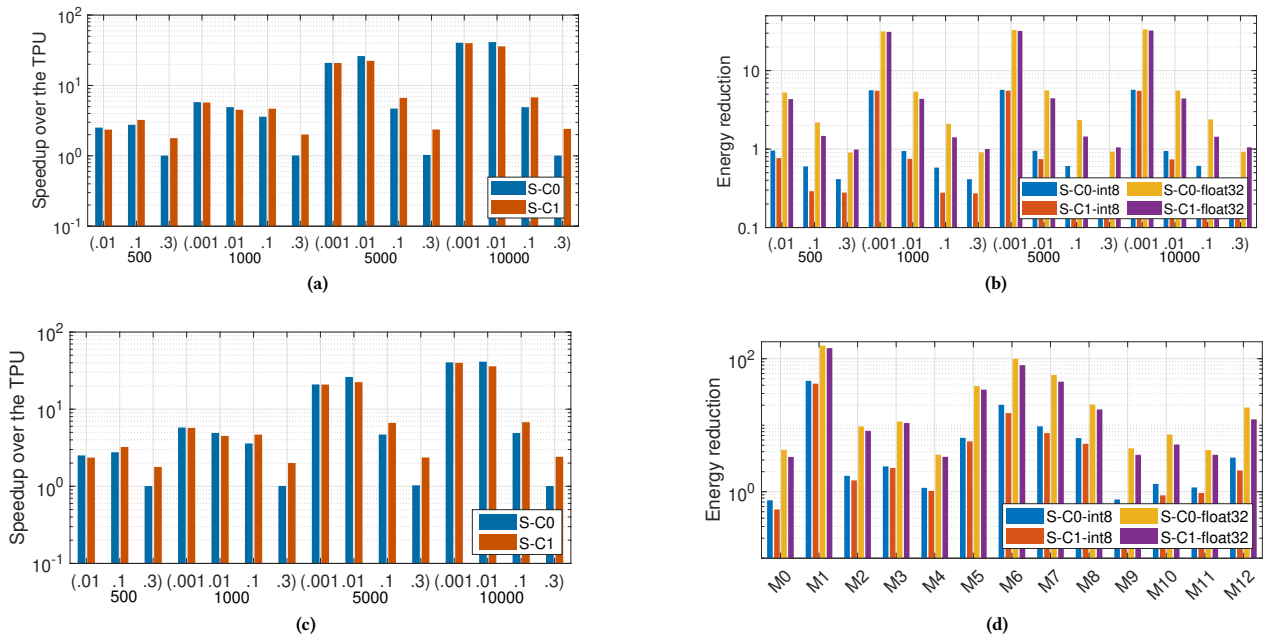 Speedup over the TPU
10^2
10^1
10^0
10^-1
S-C0
S-C1
(.01 .1 .3) (.001 .01 .1 .3) (.001 .01 .1 .3) (.001 .01 .1 .3)
500 1000 5000 10000
(a)
Energy reduction
10
1
0.1
S-C0-int8 S-C0-float32
S-C1-int8 S-C1-float32
(.01 .1 .3) (.001 .01 .1 .3) (.001 .01 .1 .3) (.001 .01 .1 .3)
500 1000 5000 10000
(b)
Speedup over the TPU
10^2
10^1
10^0
10^-1
S-C0
S-C1
(.01 .1 .3) (.001 .01 .1 .3) (.001 .01 .1 .3) (.001 .01 .1 .3)
500 1000 5000 10000
(c)
Energy reduction
10^2
10^0
S-C0-int8 S-C0-float32
S-C1-int8 S-C1-float32
M0 M1 M2 M3 M4 M5 M6 M7 M8 M9 M10 M11 M12
(d)